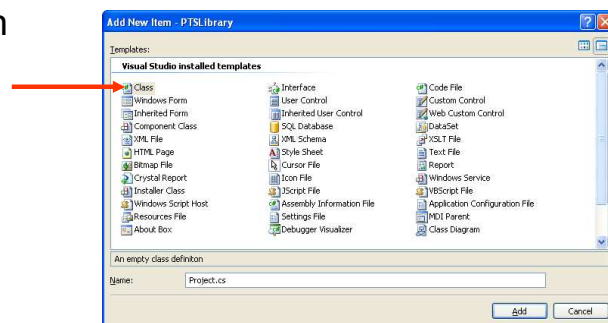 n
Add New Item - PTSLibrary
Templates:
Visual Studio installed templates
Class Interface Code File
Windows Form User Control Custom Control
Inherited Form Inherited User Control Web Custom Control
Component Class SQL Database DataSet
XML File XML Schema XSLT File
HTML Page Style Sheet Text File
Bitmap File Cursor File Report
Crystal Report Icon File Windows Service
Installer Class JScript File VBScript File
Windows Script Host Assembly Information File Application Configuration File
Resources File Settings File MDI Parent
About Box Debugger Visualizer Class Diagram
An empty class definiton
Name: Project.cs
Add Cancel